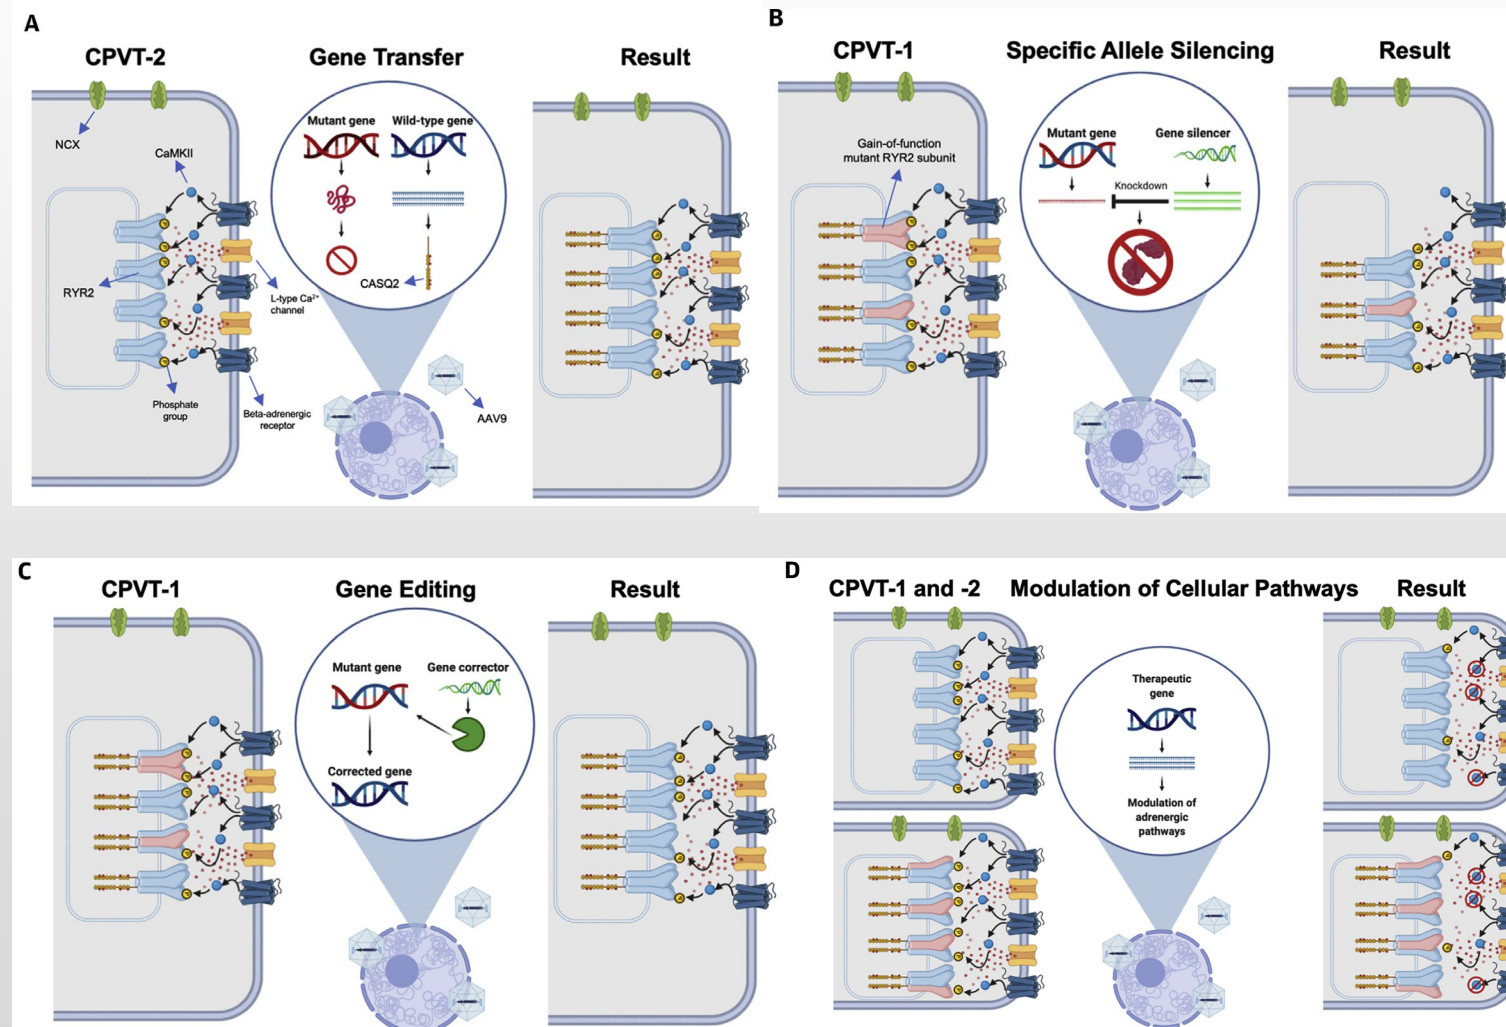 A
CPVT-2
Gene Transfer
Result
Mutant gene
Wild-type gene
NCX
CaMKII
RYR2
CASQ2
L-type Ca²⁺
channel
Phosphate
group
Beta-adrenergic
receptor
AAV9
P
P
P
P
P
P
P
P
B
CPVT-1
Specific Allele Silencing
Result
Gain-of-function
mutant RYR2 subunit
Mutant gene
Gene silencer
Knockdown
C
CPVT-1
Gene Editing
Result
Mutant gene
Gene corrector
Corrected gene
D
CPVT-1 and -2
Modulation of Cellular Pathways
Result
Therapeutic
gene
Modulation of
adrenergic
pathways